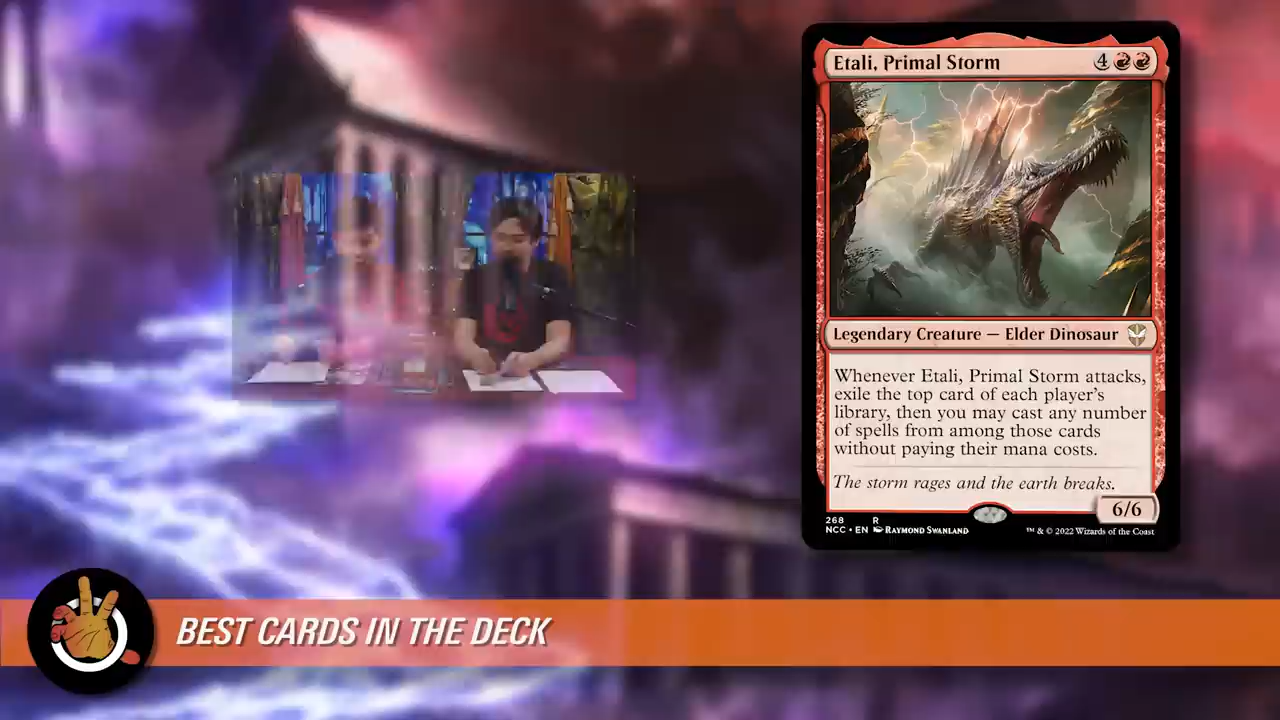 Etali, Primal Storm 4
Legendary Creature — Elder Dinosaur
Whenever Etali, Primal Storm attacks,
exile the top card of each player's
library, then you may cast any number
of spells from among those cards
without paying their mana costs.
The storm rages and the earth breaks.
6/6
268 R
NCC • EN RAYMOND SWANLAND
™ & © 2022 Wizards of the Coast
BEST CARDS IN THE DECK